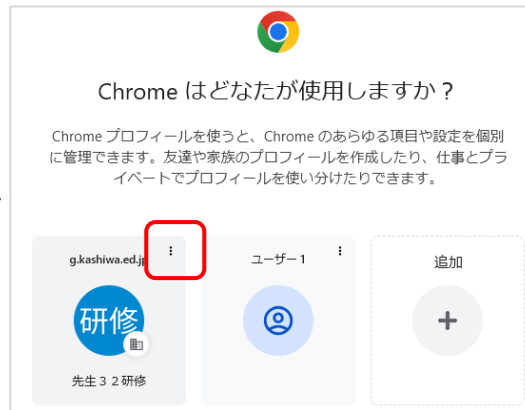 Chrome はどなたが使用しますか？
Chrome プロフィールを使うと、Chrome のあらゆる項目や設定を個別
に管理できます。友達や家族のプロフィールを作成したり、仕事とプラ
イベートでプロフィールを使い分けたりできます。
g.kashiwa.ed.jp
ユーザー 1
追加
研修
先生３２研修